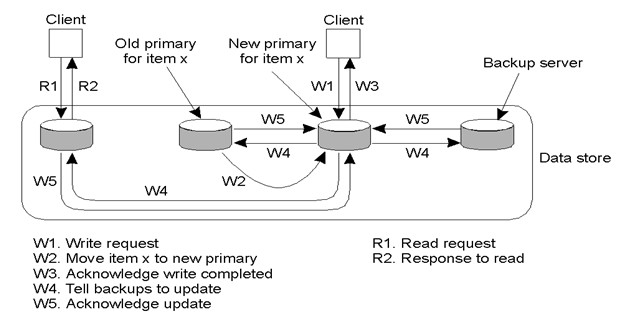 Client
Client
Old primary
for item x
New primary
for item x
Backup server
R1
R2
W1
W3
W5
W5
W4
W4
Data store
W5
W4
W2
W1. Write request
W2. Move item x to new primary
W3. Acknowledge write completed
W4. Tell backups to update
W5. Acknowledge update
R1. Read request
R2. Response to read